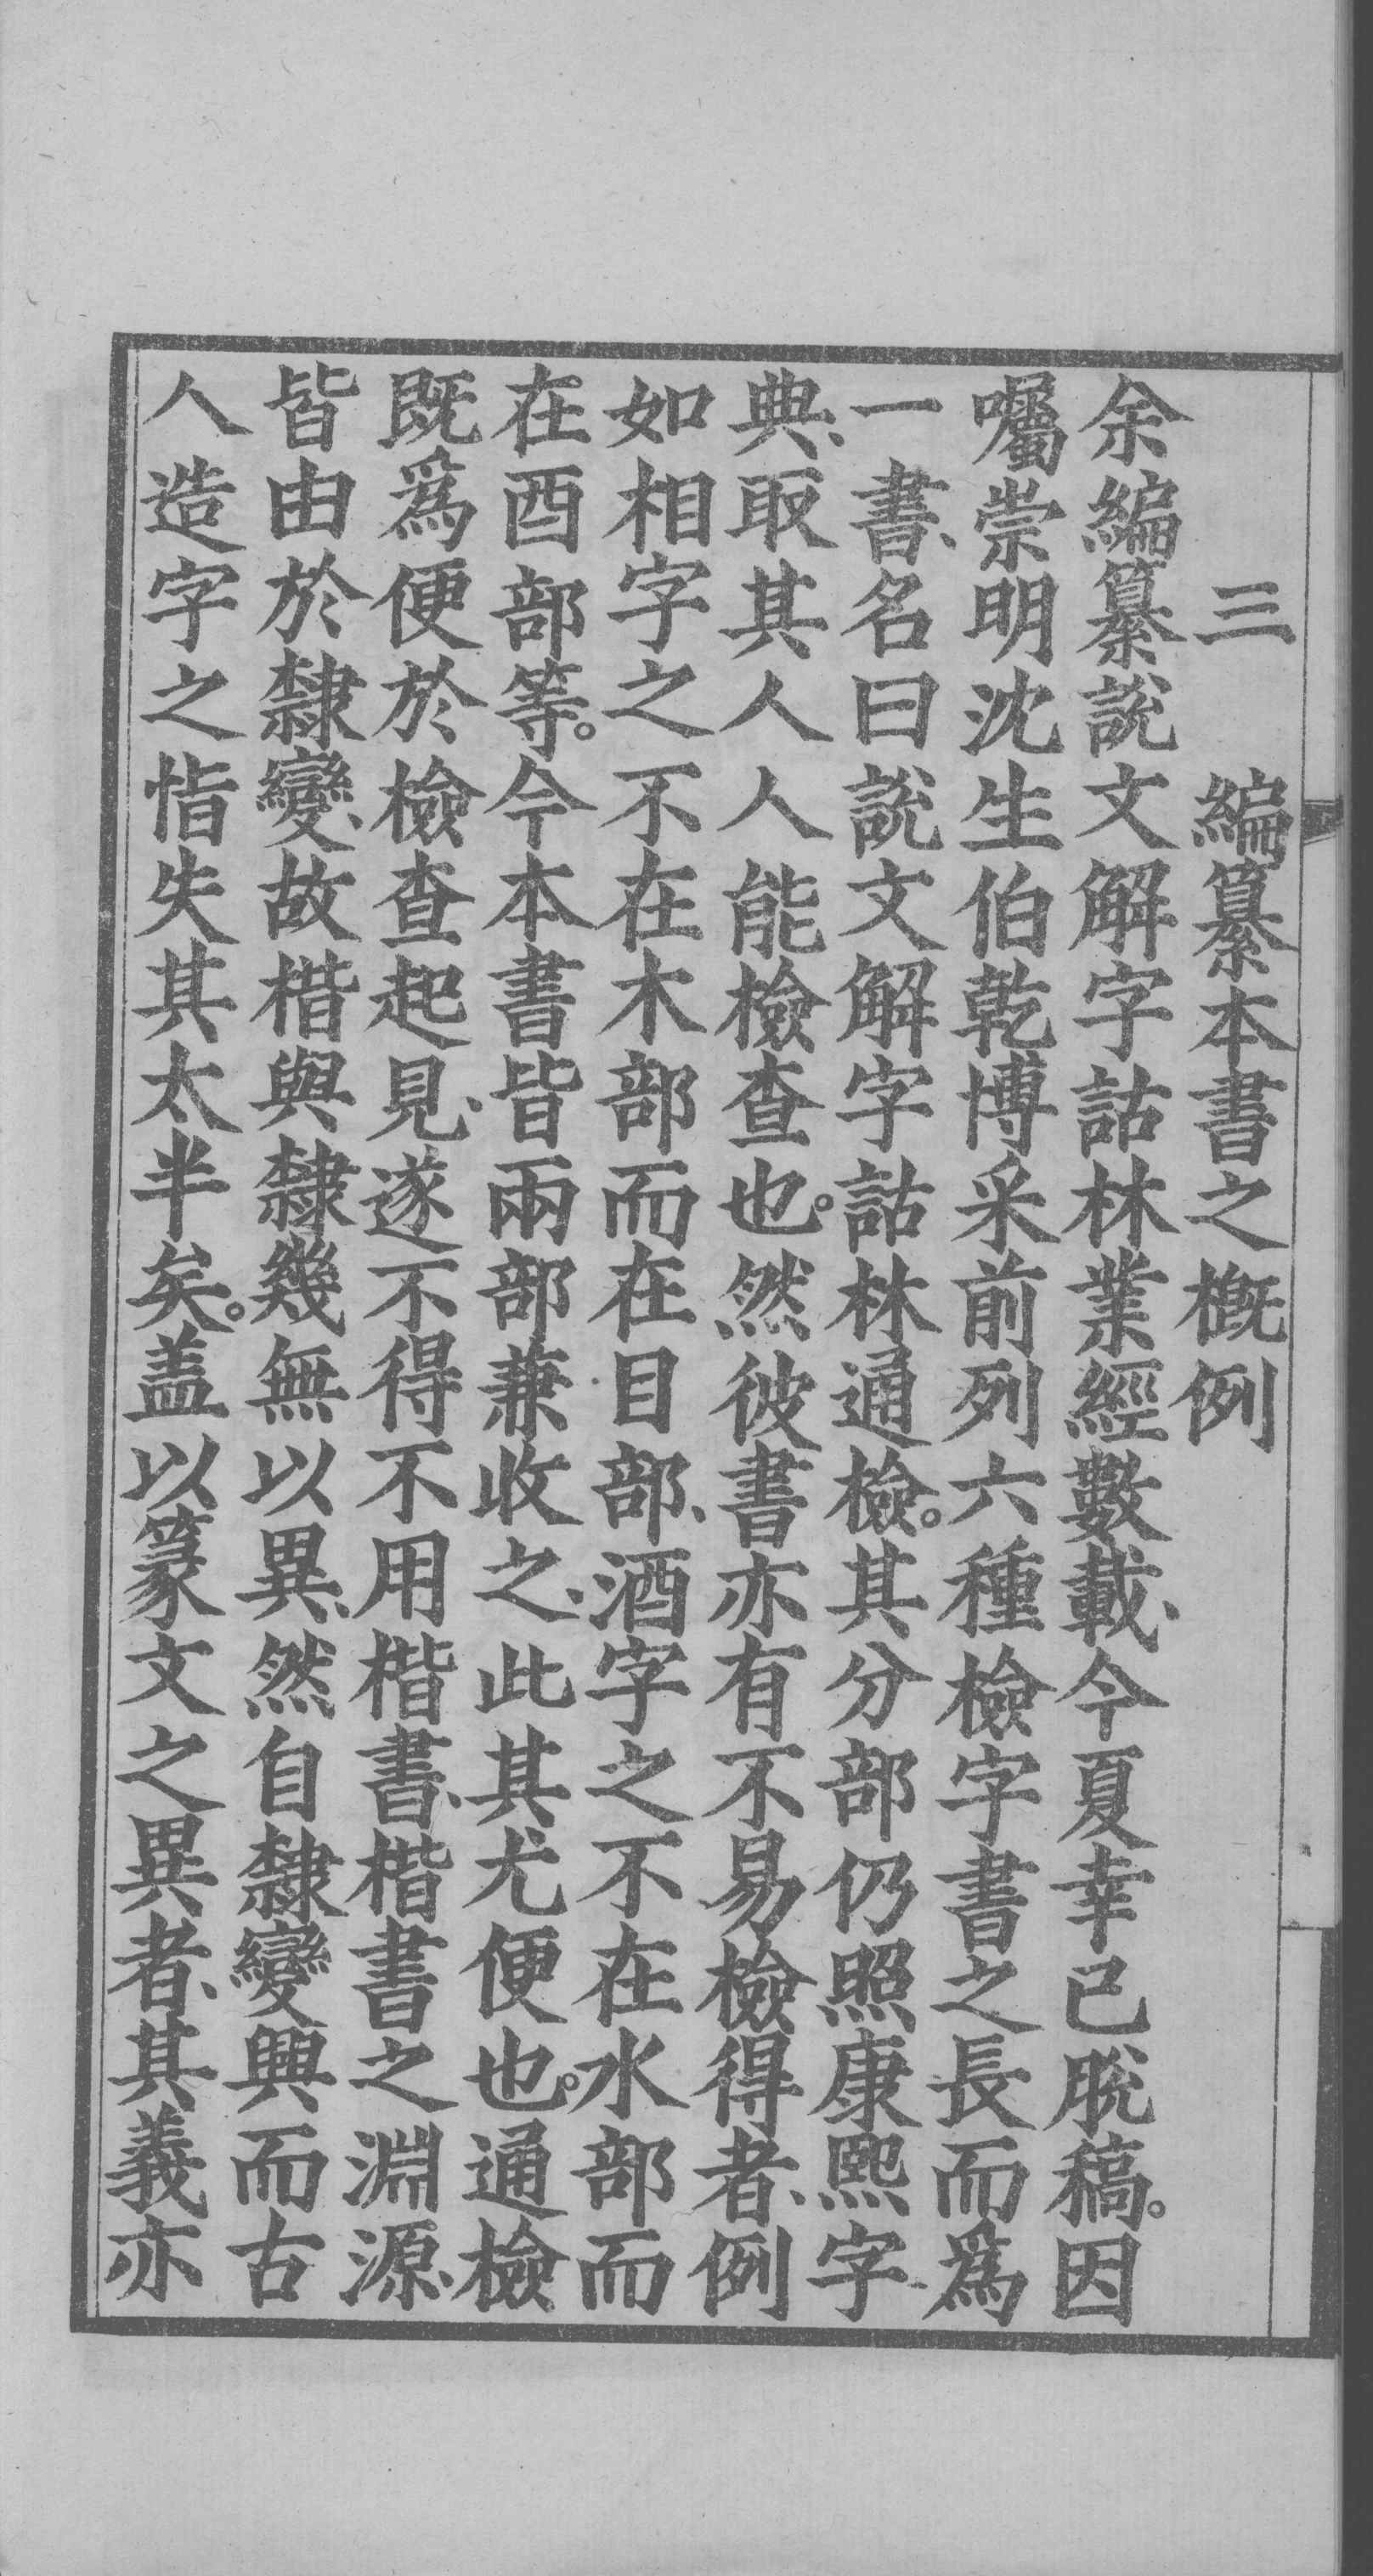 三　編纂本書之槪例
余編纂說文解字詁林業經數載、今夏幸已脫稿。因
囑崇明沈生伯乾博采前列六種檢字書之長而爲
一書、名曰說文解字詁林通檢。其分部仍照康熙字
典、取其人人能檢查也。然彼書亦有不易檢得者、例
如相字之不在木部而在目部、酒字之不在水部而
在酉部等。今本書皆兩部兼收之、此其尤便也。通檢
旣爲便於檢查起見、遂不得不用楷書、楷書之淵源、
皆由於隸變、故楷與隸幾無以異、然自隸變興而古
人造字之恉失其太半矣。盖以篆文之異者、其義亦